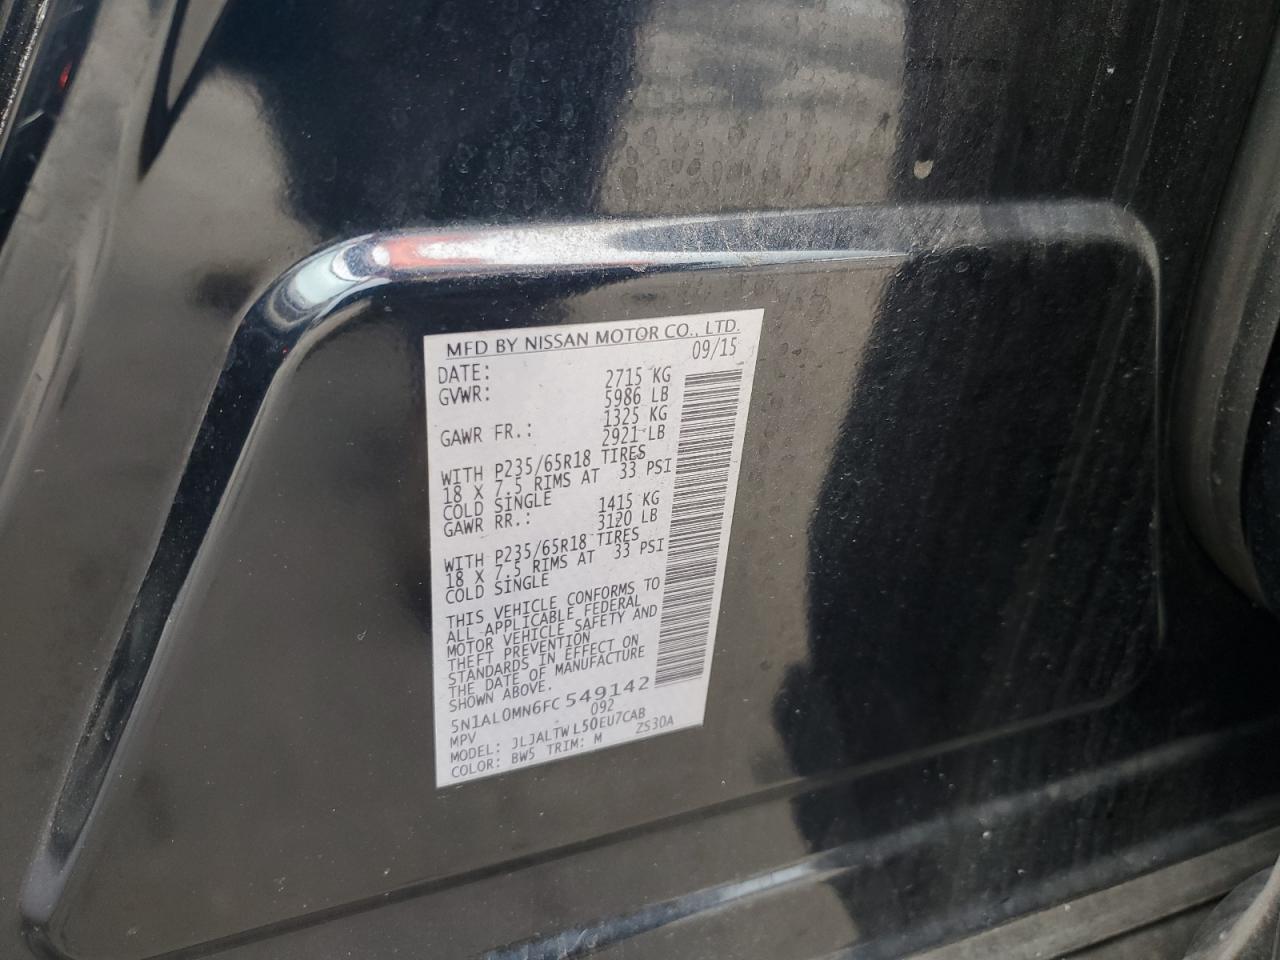 MFD BY NISSAN MOTOR CO., LTD.
DATE: 09/15
GVWR: 2715 KG
5986 LB
GAWR FR.: 1325 KG
2921 LB
WITH P235/65R18 TIRES
18 X 7.5 RIMS AT 33 PSI
COLD SINGLE
GAWR RR.: 1415 KG
3120 LB
WITH P235/65R18 TIRES
18 X 7.5 RIMS AT 33 PSI
COLD SINGLE
THIS VEHICLE CONFORMS TO
ALL APPLICABLE FEDERAL
MOTOR VEHICLE SAFETY AND
THEFT PREVENTION
STANDARDS IN EFFECT ON
THE DATE OF MANUFACTURE
SHOWN ABOVE.
5N1AL0MN6FC549142
MPV 092
MODEL: JLJALTWL50EU7CAB
COLOR: BW5 TRIM: M ZS30A